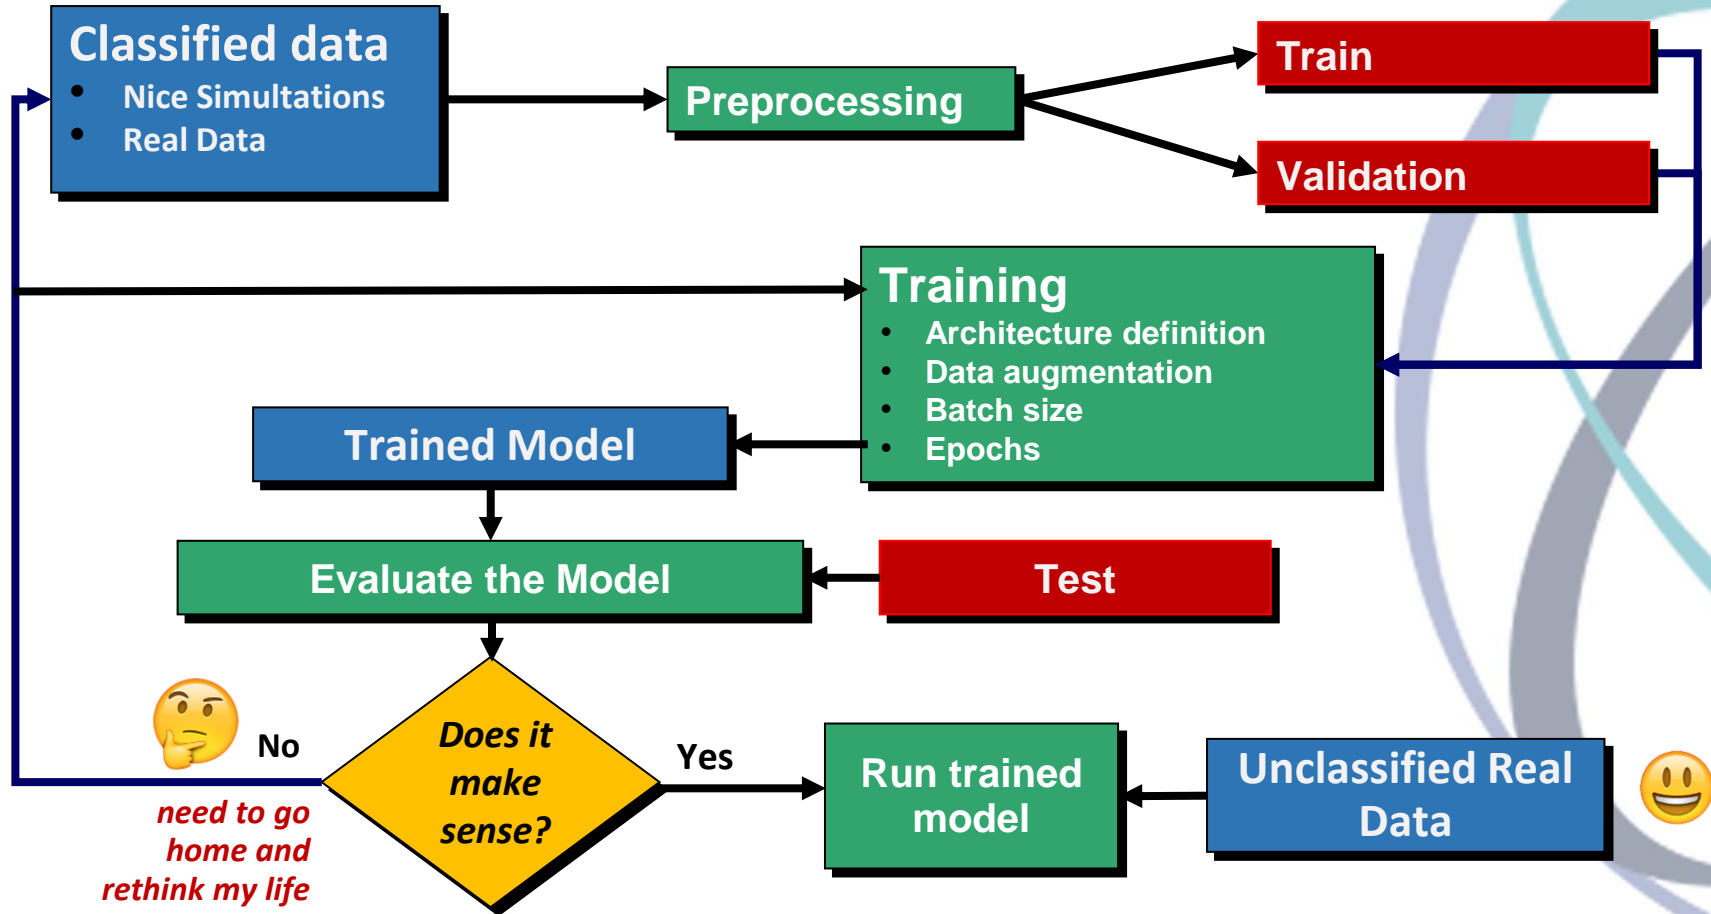 Classified data
• Nice Simultations
• Real Data
Preprocessing
Train
Validation
Training
• Architecture definition
• Data augmentation
• Batch size
• Epochs
Trained Model
Evaluate the Model
Test
No
need to go
home and
rethink my life
Does it
make
sense?
Yes
Run trained
model
Unclassified Real
Data